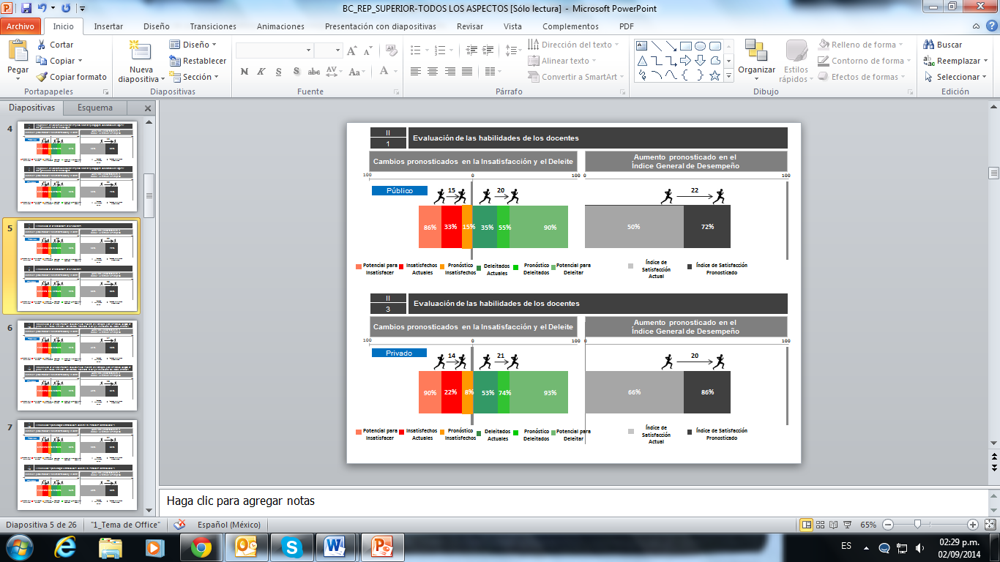 BC_REP_SUPERIOR-TODOS LOS ASPECTOS [Sólo lectura] - Microsoft PowerPoint
Archivo Inicio Insertar Diseño Transiciones Animaciones Presentación con diapositivas Revisar Vista Complementos PDF
Pegar
Cortar
Copiar
Copiar formato
Portapapeles
Nueva
diapositiva
Diseño
Restablecer
Sección
Diapositivas
N K S S abc AV Aa A
Fuente
Dirección del texto
Alinear texto
Convertir a SmartArt
Párrafo
Organizar
Estilos
rápidos
Relleno de forma
Contorno de forma
Efectos de formas
Dibujo
Buscar
Reemplazar
Seleccionar
Edición
Diapositivas Esquema
4
5
6
7
II
1
Evaluación de las habilidades de los docentes
Cambios pronosticados en la Insatisfacción y el Deleite
Aumento pronosticado en el
Índice General de Desempeño
100 0 100 0 100
Público
15 20 22
86% 33% 15% 35% 55% 90% 50% 72%
Potencial para
Insatisfacer
Insatisfechos
Actuales
Pronóstico
Insatisfechos
Deleitados
Actuales
Pronóstico
Deleitados
Potencial para
Deleitar
Índice de
Satisfacción
Actual
Índice de Satisfacción
Pronosticado
II
3
Evaluación de las habilidades de los docentes
Cambios pronosticados en la Insatisfacción y el Deleite
Aumento pronosticado en el
Índice General de Desempeño
100 0 100 0 100
Privado
14 21 20
90% 22% 8% 53% 74% 93% 66% 86%
Potencial para
Insatisfacer
Insatisfechos
Actuales
Pronóstico
Insatisfechos
Deleitados
Actuales
Pronóstico
Deleitados
Potencial para
Deleitar
Índice de
Satisfacción
Actual
Índice de Satisfacción
Pronosticado
Haga clic para agregar notas
Diapositiva 5 de 26 "1_Tema de Office" Español (México) 65%
ES 02:29 p.m.
02/09/2014